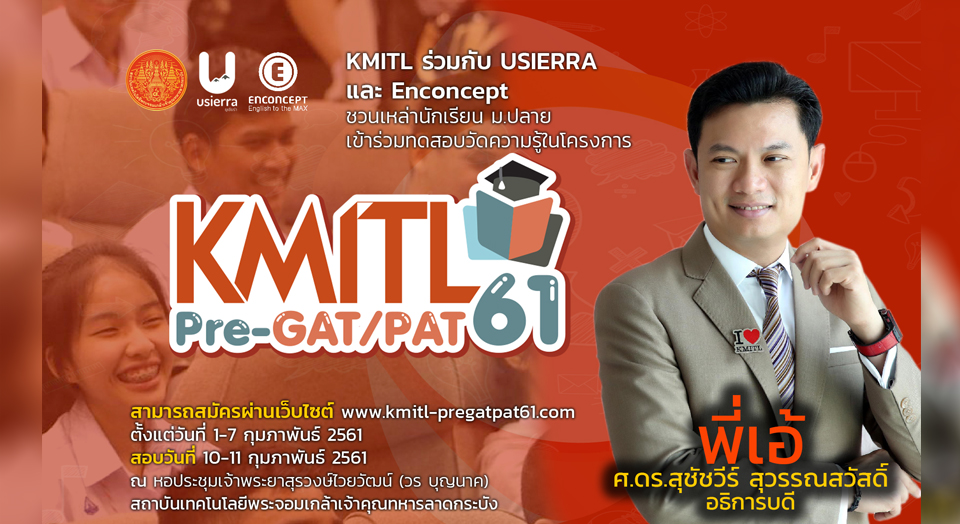 usierra
ENCONCEPT
English to the MAX
KMITL ร่วมกับ USIERRA
และ Enconcept
ชวนเหล่านักเรียน ม.ปลาย
เข้าร่วมทดสอบวัดความรู้ในโครงการ
KMITL
Pre-GAT/PAT 61
I ❤ KMITL
สามารถสมัครผ่านเว็บไซต์ www.kmitl-pregatpat61.com
ตั้งแต่วันที่ 1-7 กุมภาพันธ์ 2561
สอบวันที่ 10-11 กุมภาพันธ์ 2561
ณ หอประชุมเจ้าพระยาสุรวงษ์ไวยวัฒน์ (วร บุญนาค)
สถาบันเทคโนโลยีพระจอมเกล้าเจ้าคุณทหารลาดกระบัง
พี่เอ้
ศ.ดร.สุชัชวีร์ สุวรรณสวัสดิ์
อธิการบดี